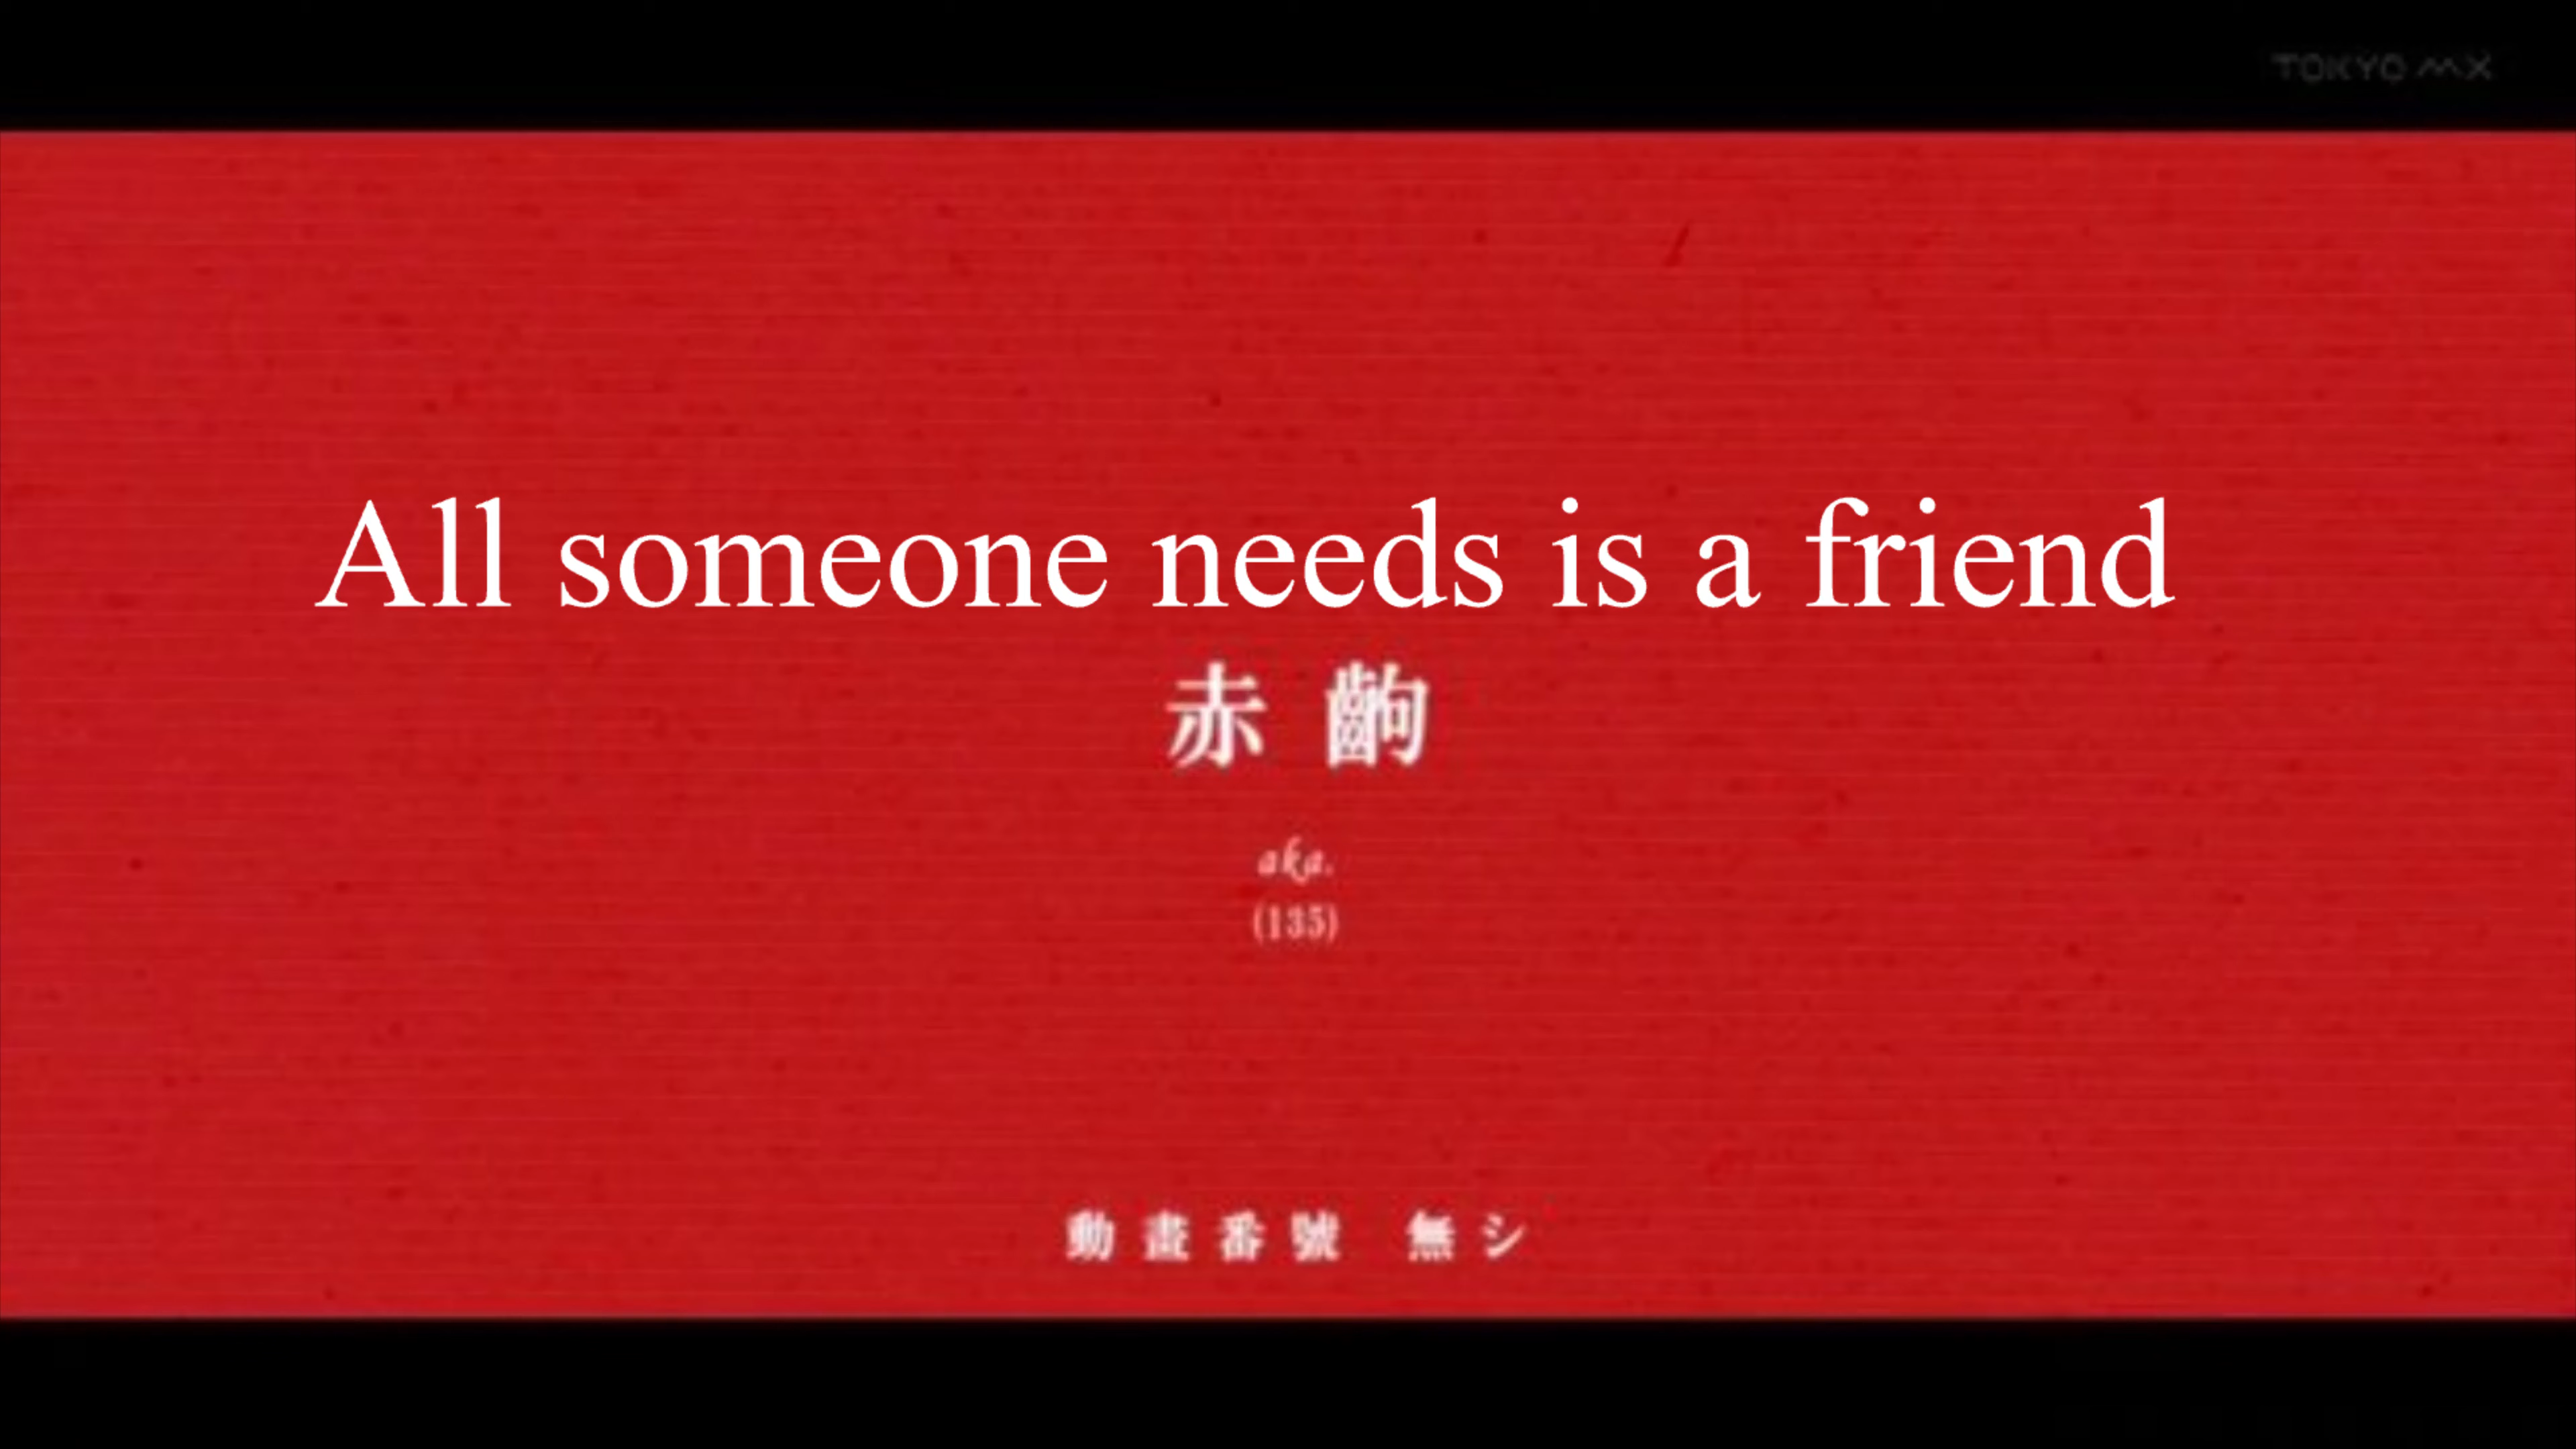 TOKYO MX
All someone needs is a friend
赤齣
aka.
(135)
動畫番號 無シ